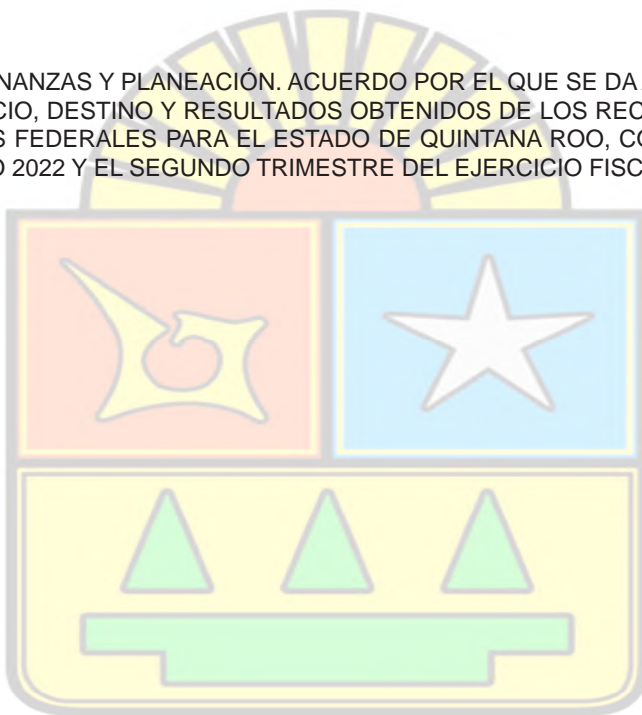 NANZAS Y PLANEACIÓN. ACUERDO POR EL QUE SE DA
CIO, DESTINO Y RESULTADOS OBTENIDOS DE LOS REC
S FEDERALES PARA EL ESTADO DE QUINTANA ROO, CO
O 2022 Y EL SEGUNDO TRIMESTRE DEL EJERCICIO FISC